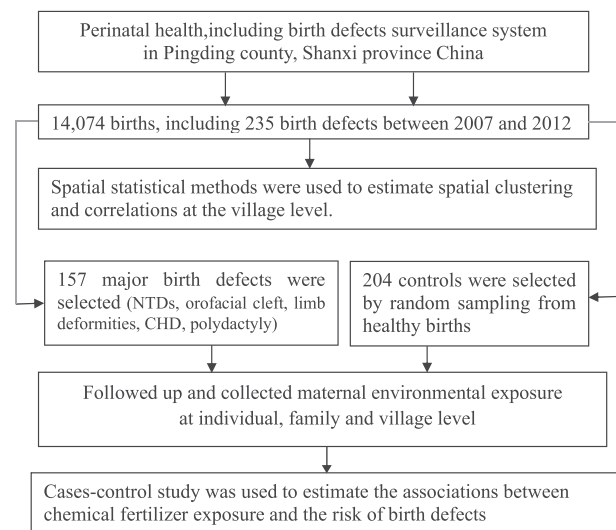 Perinatal health,including birth defects surveillance system
in Pingding county, Shanxi province China
14,074 births, including 235 birth defects between 2007 and 2012
Spatial statistical methods were used to estimate spatial clustering
and correlations at the village level.
157 major birth defects were
selected (NTDs, orofacial cleft, limb
deformities, CHD, polydactyly)
204 controls were selected
by random sampling from
healthy births
Followed up and collected maternal environmental exposure
at individual, family and village level
Cases-control study was used to estimate the associations between
chemical fertilizer exposure and the risk of birth defects